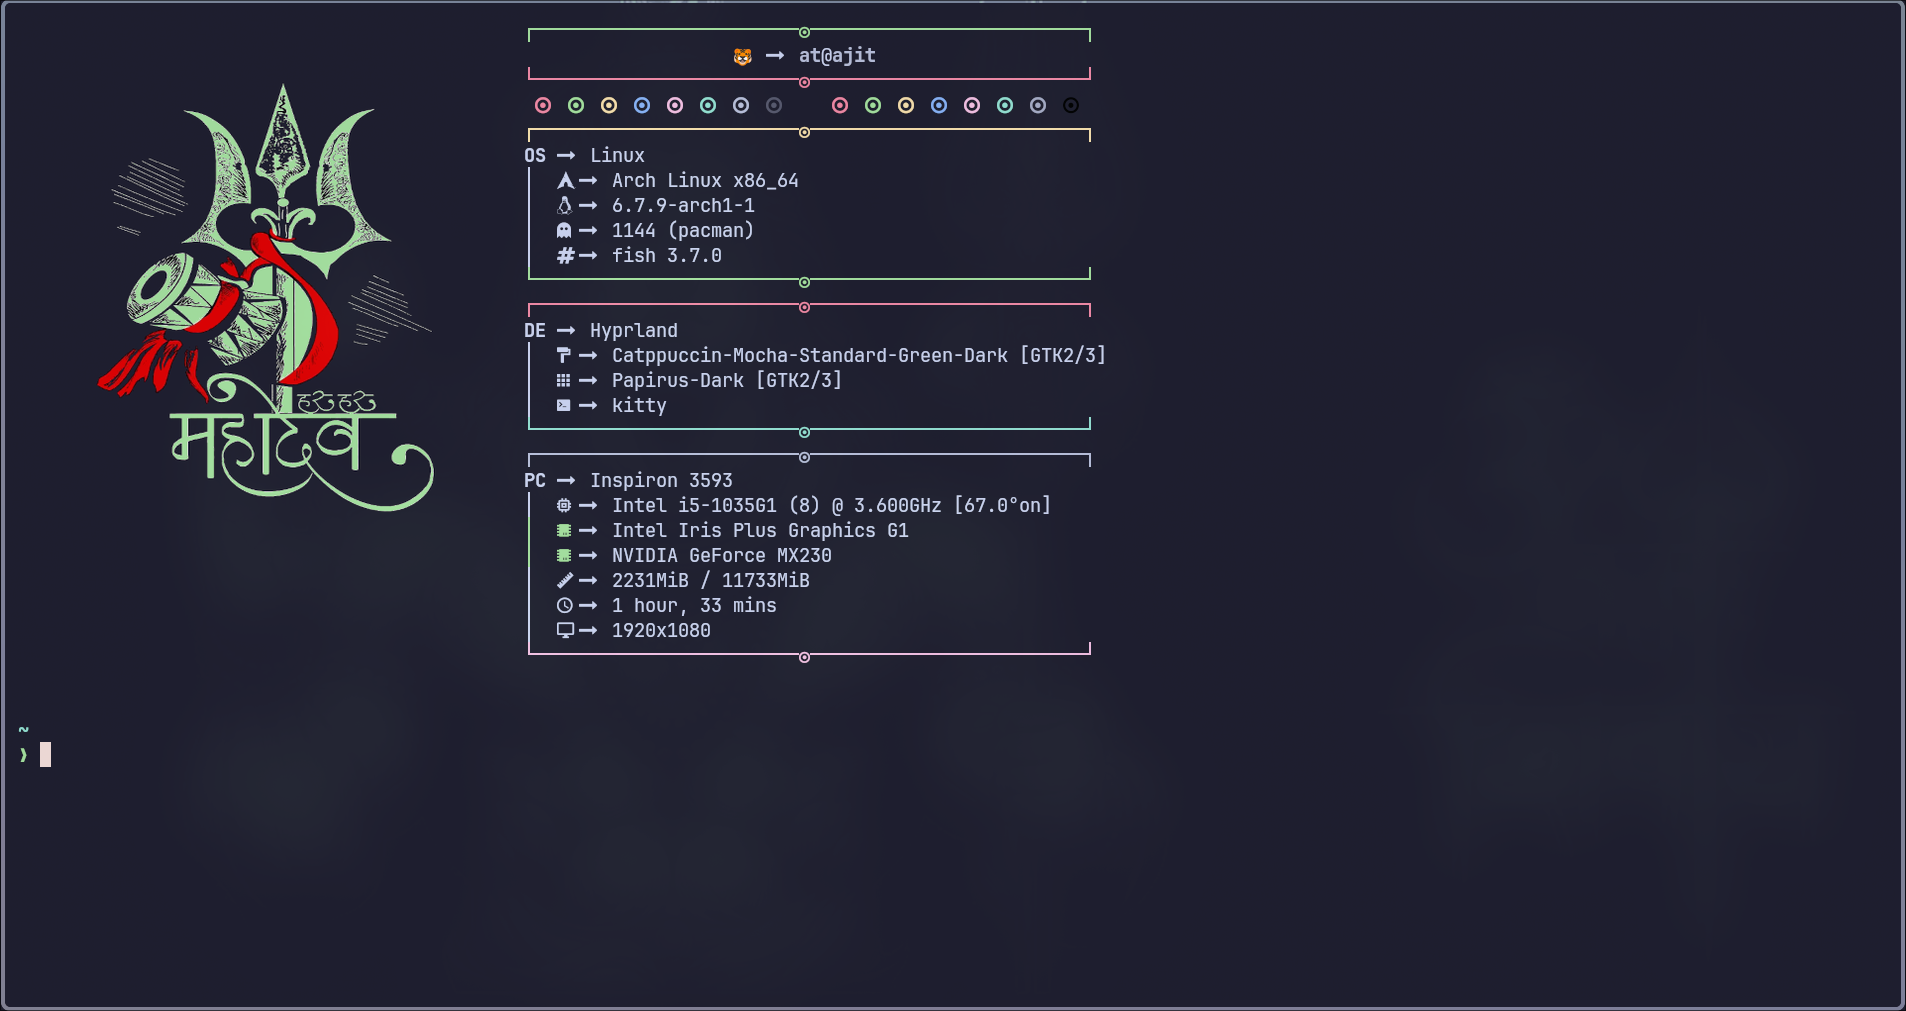 at@ajit
OS → Linux
→ Arch Linux x86_64
→ 6.7.9-arch1-1
→ 1144 (pacman)
→ fish 3.7.0
DE → Hyprland
→ Catppuccin-Mocha-Standard-Green-Dark [GTK2/3]
→ Papirus-Dark [GTK2/3]
→ kitty
PC → Inspiron 3593
→ Intel i5-1035G1 (8) @ 3.600GHz [67.0°on]
→ Intel Iris Plus Graphics G1
→ NVIDIA GeForce MX230
→ 2231MiB / 11733MiB
→ 1 hour, 33 mins
→ 1920x1080
हर हर
महादेव
~
❯